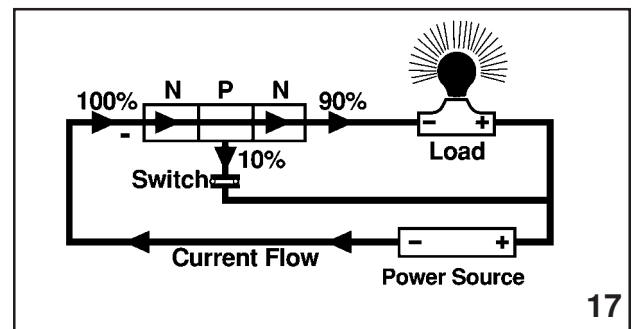 N P N
100% 90%
-
- +
Load
10%
Switch
- +
Current Flow
Power Source
17